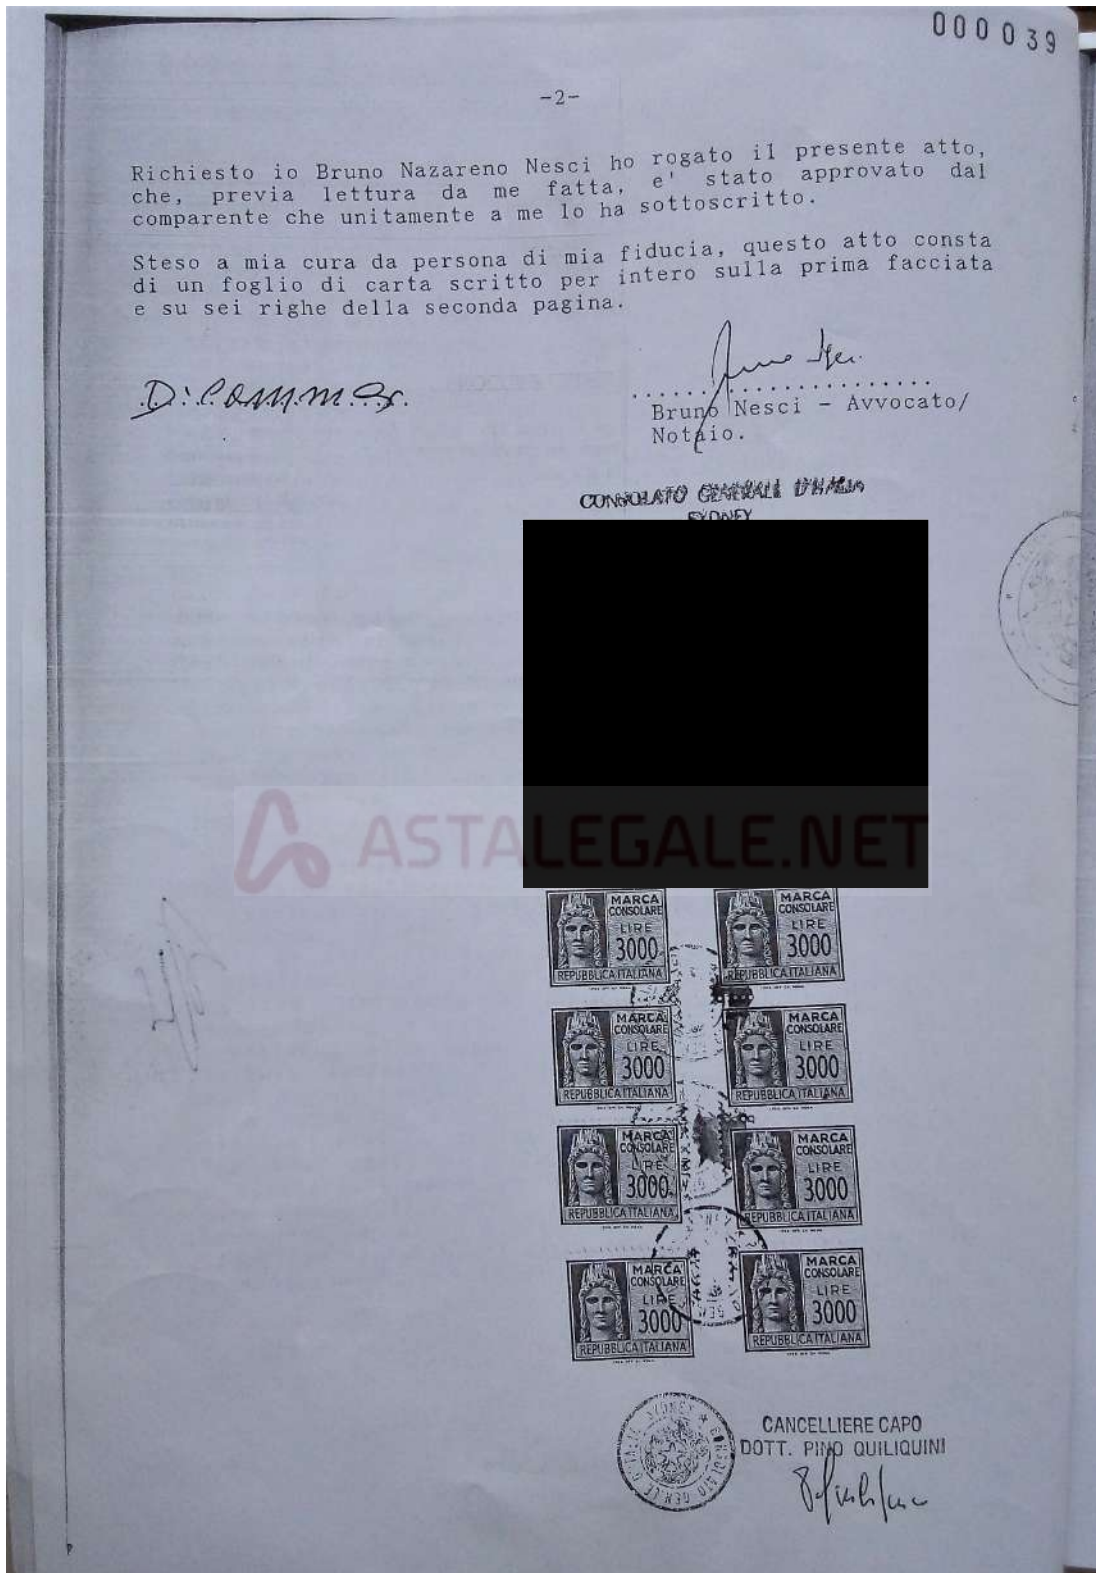 000039
-2-
Richiesto io Bruno Nazareno Nesci ho rogato il presente atto,
che, previa lettura da me fatta, e' stato approvato dal
comparente che unitamente a me lo ha sottoscritto.
Steso a mia cura da persona di mia fiducia, questo atto consta
di un foglio di carta scritto per intero sulla prima facciata
e su sei righe della seconda pagina.
Bruno Nesci - Avvocato/
Notaio.
CONSOLATO GENERALE D'ITALIA
SYDNEY
ASTALEGALE.NET
MARCA CONSOLARE LIRE 3000 REPUBBLICA ITALIANA
MARCA CONSOLARE LIRE 3000 REPUBBLICA ITALIANA
MARCA CONSOLARE LIRE 3000 REPUBBLICA ITALIANA
MARCA CONSOLARE LIRE 3000 REPUBBLICA ITALIANA
MARCA CONSOLARE LIRE 3000 REPUBBLICA ITALIANA
MARCA CONSOLARE LIRE 3000 REPUBBLICA ITALIANA
MARCA CONSOLARE LIRE 3000 REPUBBLICA ITALIANA
MARCA CONSOLARE LIRE 3000 REPUBBLICA ITALIANA
CANCELLIERE CAPO
DOTT. PINO QUILIQUINI